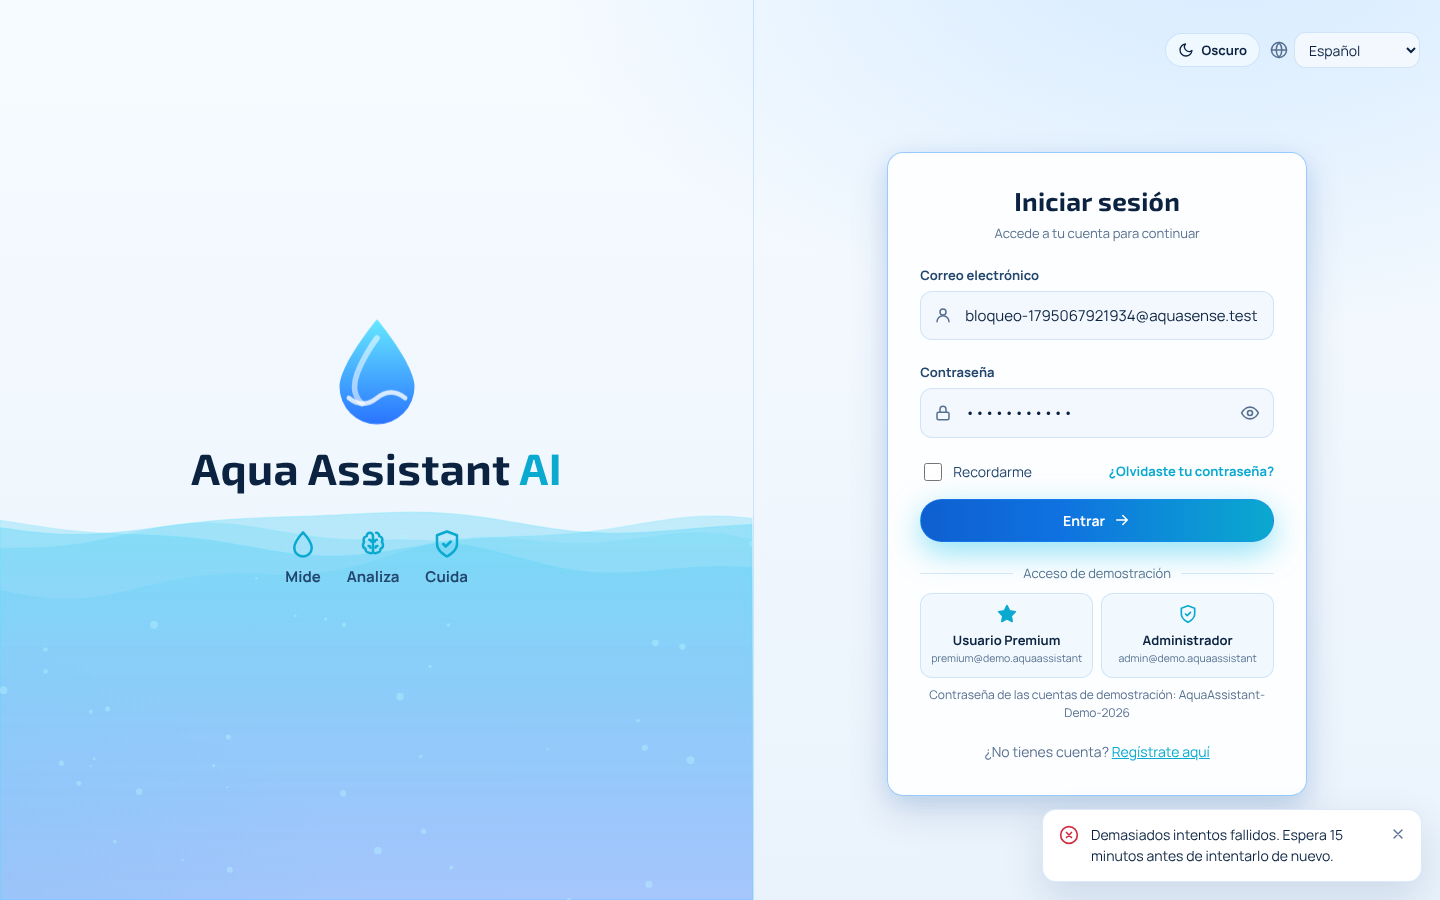 Oscuro
Español
Iniciar sesión
Accede a tu cuenta para continuar
Correo electrónico
bloqueo-1795067921934@aquasense.test
Contraseña
Recordarme
¿Olvidaste tu contraseña?
Entrar
Acceso de demostración
Usuario Premium
premium@demo.aquaassistant
Administrador
admin@demo.aquaassistant
Contraseña de las cuentas de demostración: AquaAssistant-
Demo-2026
¿No tienes cuenta? Regístrate aquí
Aqua Assistant AI
Mide
Analiza
Cuida
Demasiados intentos fallidos. Espera 15
minutos antes de intentarlo de nuevo.